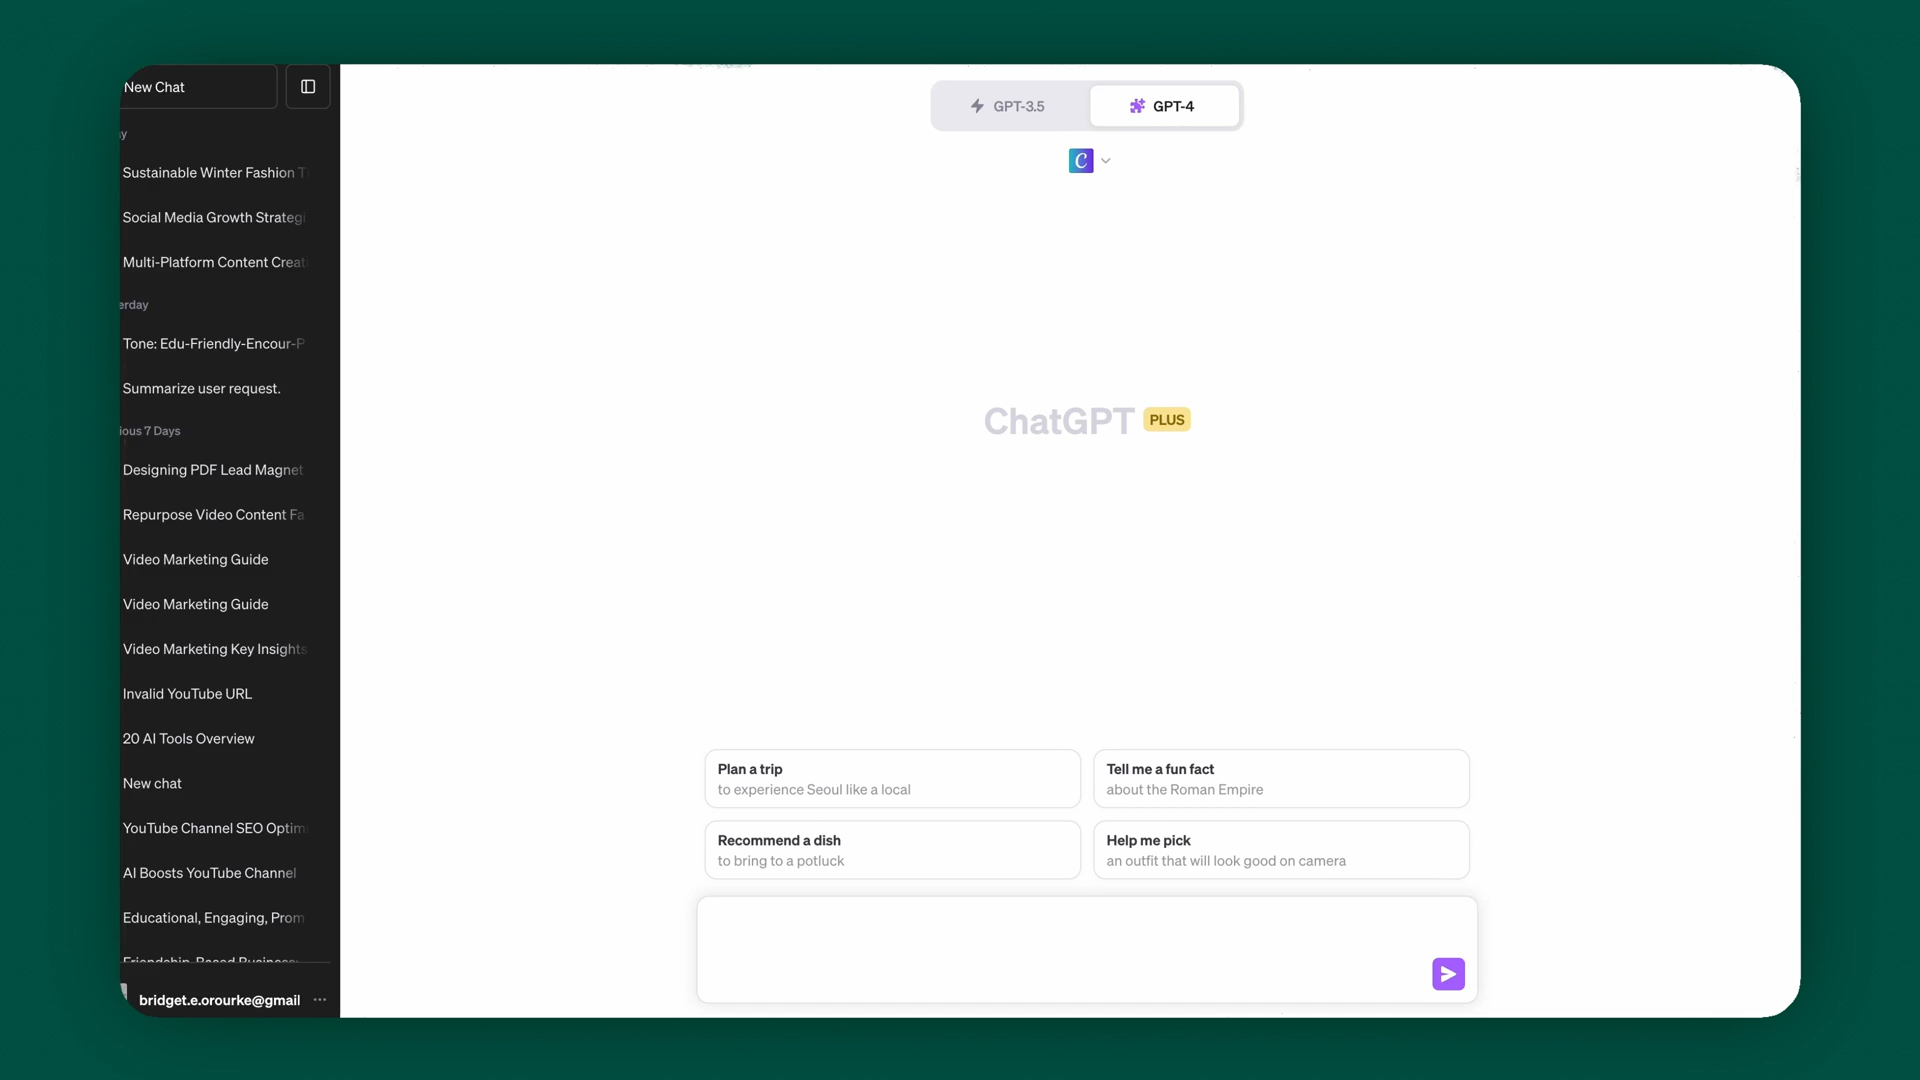 New Chat
ay
Sustainable Winter Fashion T
Social Media Growth Strategi
Multi-Platform Content Creat
erday
Tone: Edu-Friendly-Encour-P
Summarize user request.
ious 7 Days
Designing PDF Lead Magnet
Repurpose Video Content Fa
Video Marketing Guide
Video Marketing Guide
Video Marketing Key Insights
Invalid YouTube URL
20 AI Tools Overview
New chat
YouTube Channel SEO Optim
AI Boosts YouTube Channel
Educational, Engaging, Prom
Friendship-Based Business
bridget.e.orourke@gmail
GPT-3.5
GPT-4
C
ChatGPT PLUS
Plan a trip
to experience Seoul like a local
Tell me a fun fact
about the Roman Empire
Recommend a dish
to bring to a potluck
Help me pick
an outfit that will look good on camera